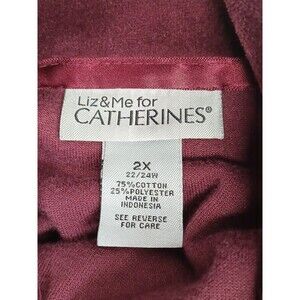 Liz&Me for
CATHERINES®
2X
22/24W
75%COTTON
25%POLYESTER
MADE IN
INDONESIA
SEE REVERSE
FOR CARE